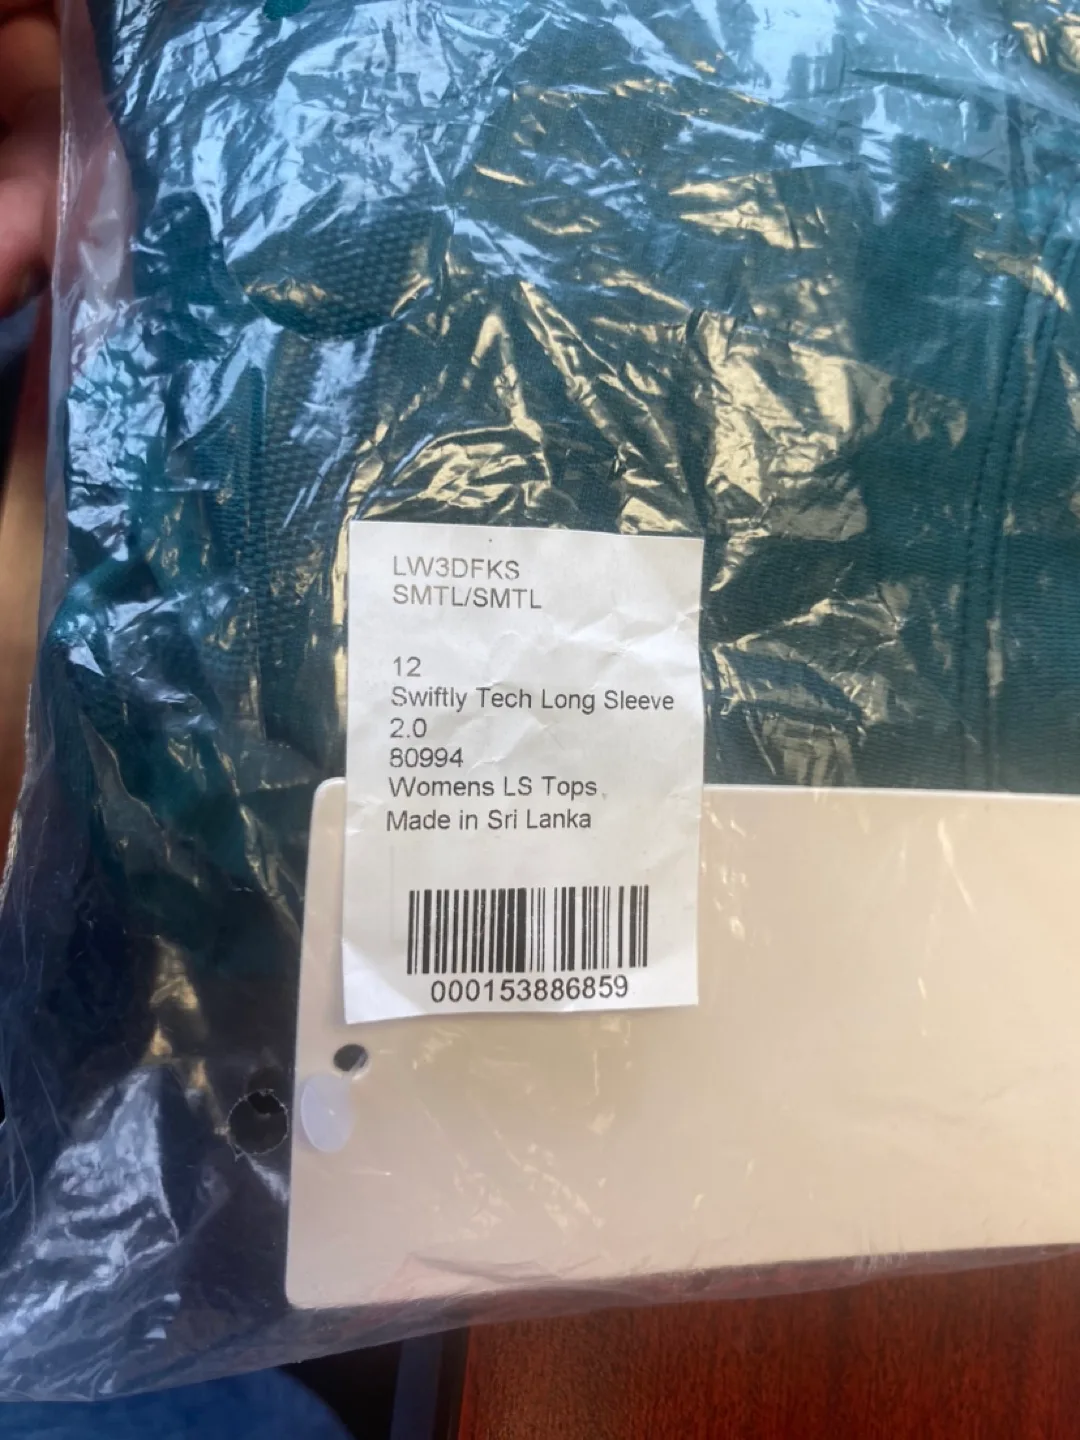 LW3DFKS
SMTL/SMTL
12
Swiftly Tech Long Sleeve
2.0
80994
Womens LS Tops
Made in Sri Lanka
000153886859